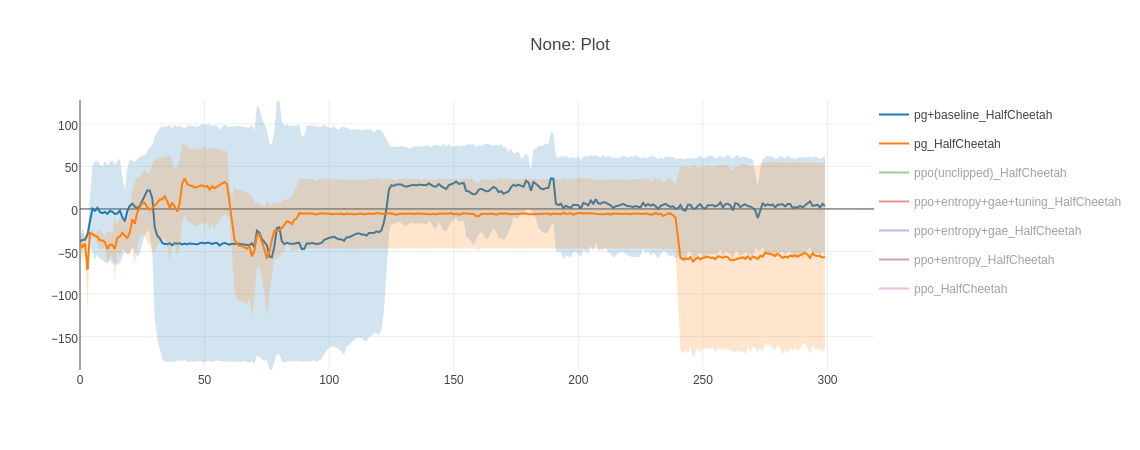 None: Plot
100
50
0
−50
−100
−150
0
50
100
150
200
250
300
pg+baseline_HalfCheetah
pg_HalfCheetah
ppo(unclipped)_HalfCheetah
ppo+entropy+gae+tuning_HalfCheetah
ppo+entropy+gae_HalfCheetah
ppo+entropy_HalfCheetah
ppo_HalfCheetah